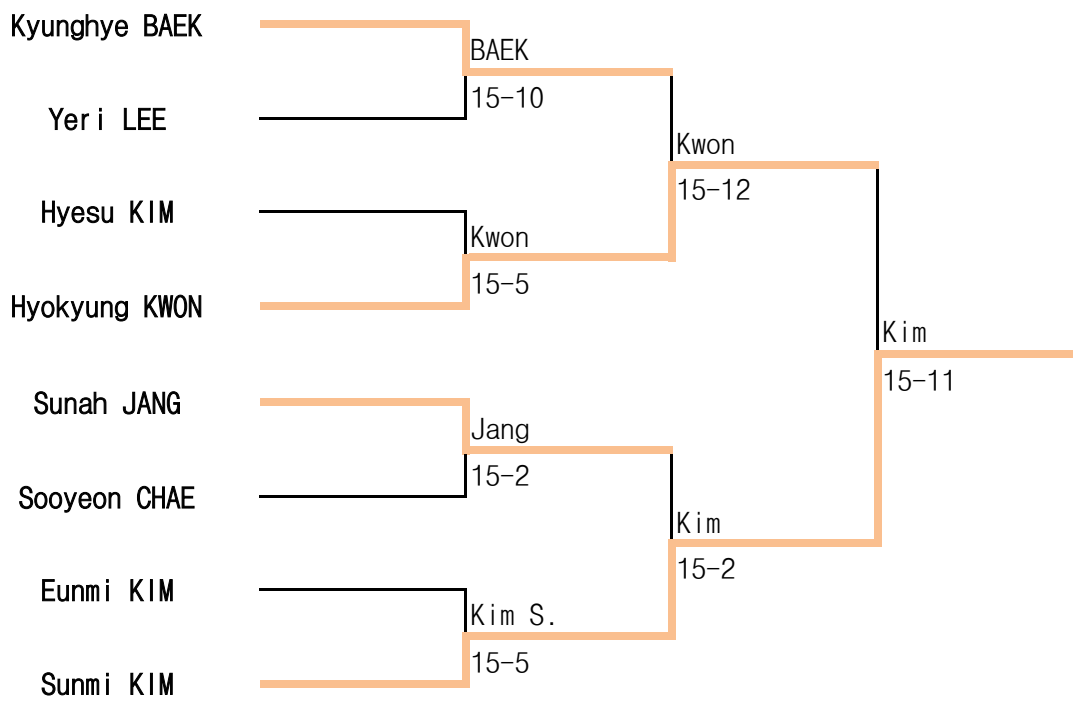 Kyunghye BAEK
BAEK
15-10
Yeri LEE
Kwon
15-12
Hyesu KIM
Kwon
15-5
Hyokyung KWON
Kim
15-11
Sunah JANG
Jang
15-2
Sooyeon CHAE
Kim
15-2
Eunmi KIM
Kim S.
15-5
Sunmi KIM